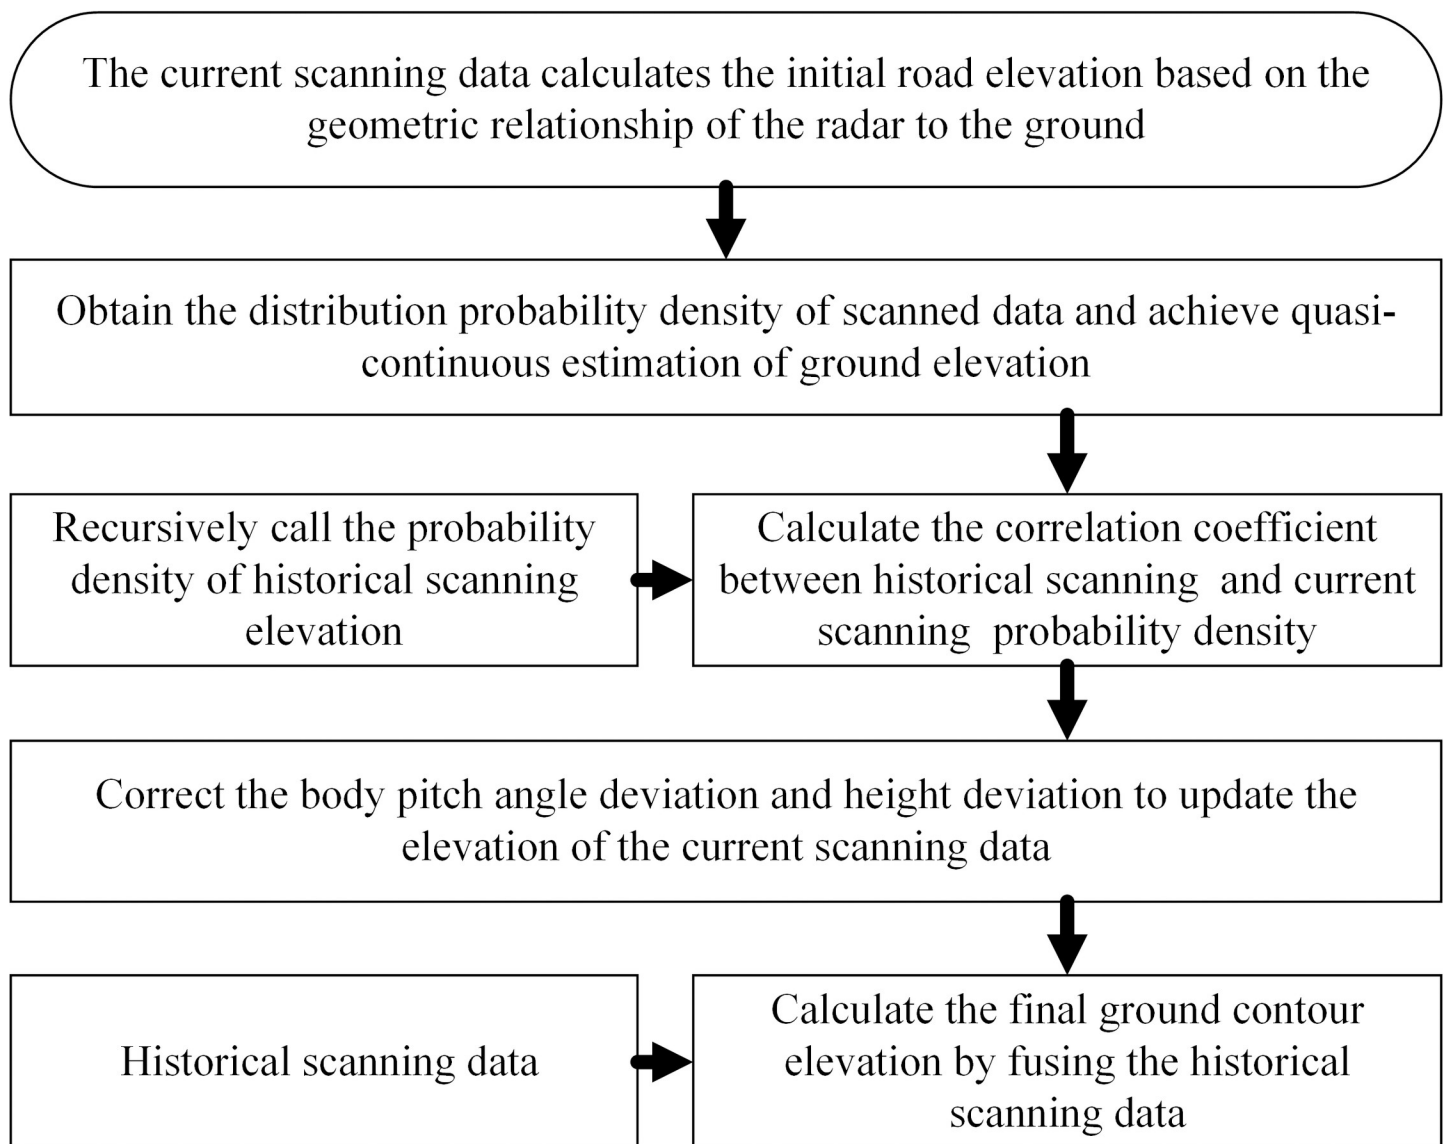 The current scanning data calculates the initial road elevation based on the
geometric relationship of the radar to the ground
Obtain the distribution probability density of scanned data and achieve quasi-
continuous estimation of ground elevation
Recursively call the probability
density of historical scanning
elevation
Calculate the correlation coefficient
between historical scanning and current
scanning probability density
Correct the body pitch angle deviation and height deviation to update the
elevation of the current scanning data
Historical scanning data
Calculate the final ground contour
elevation by fusing the historical
scanning data